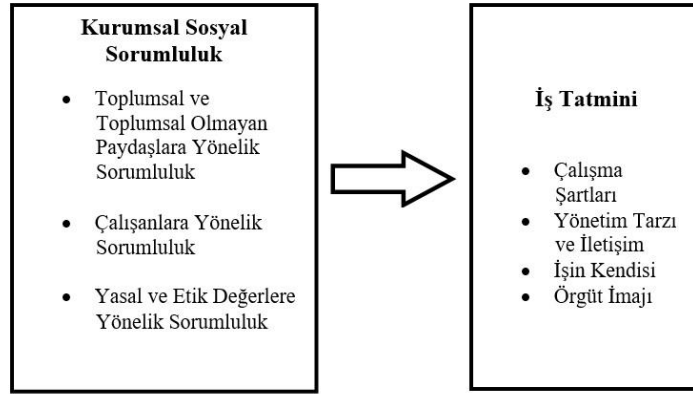 Kurumsal Sosyal
Sorumluluk
• Toplumsal ve
Toplumsal Olmayan
Paydaşlara Yönelik
Sorumluluk
• Çalışanlara Yönelik
Sorumluluk
• Yasal ve Etik Değerlere
Yönelik Sorumluluk
İş Tatmini
• Çalışma
Şartları
• Yönetim Tarzı
ve İletişim
• İşin Kendisi
• Örgüt İmajı